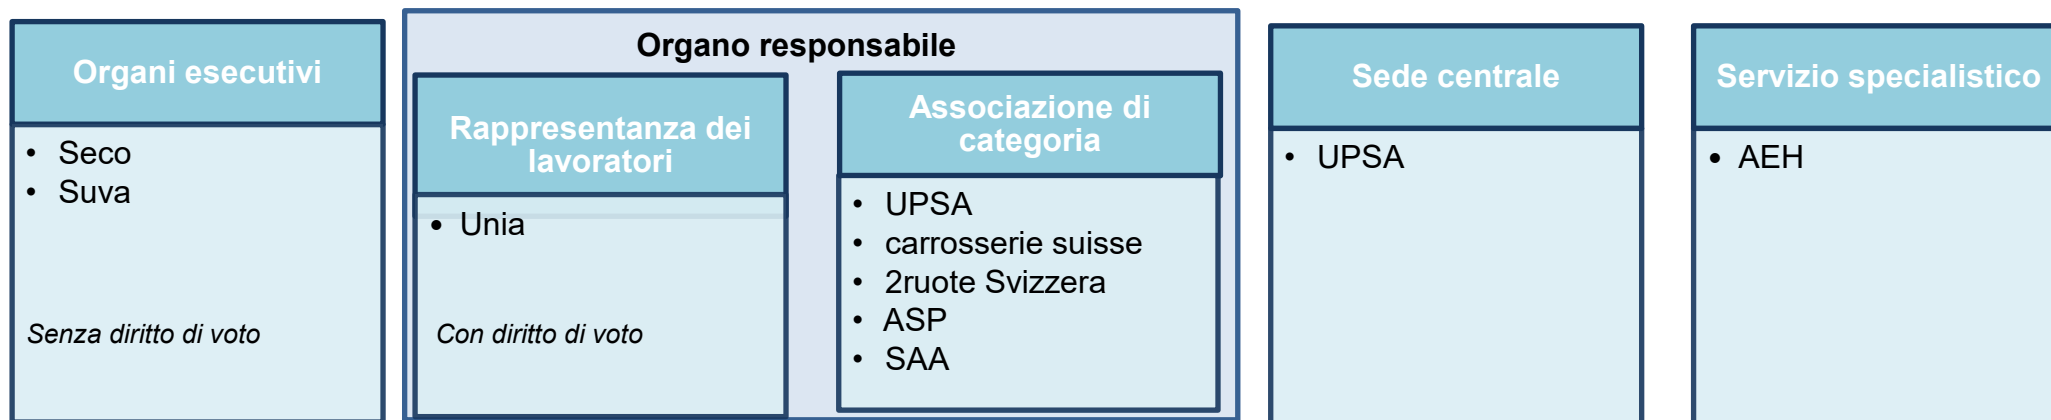 Organi esecutivi
• Seco
• Suva
Senza diritto di voto
Organo responsabile
Rappresentanza dei
lavoratori
• Unia
Con diritto di voto
Associazione di
categoria
• UPSA
• carrosserie suisse
• 2ruote Svizzera
• ASP
• SAA
Sede centrale
• UPSA
Servizio specialistico
• AEH